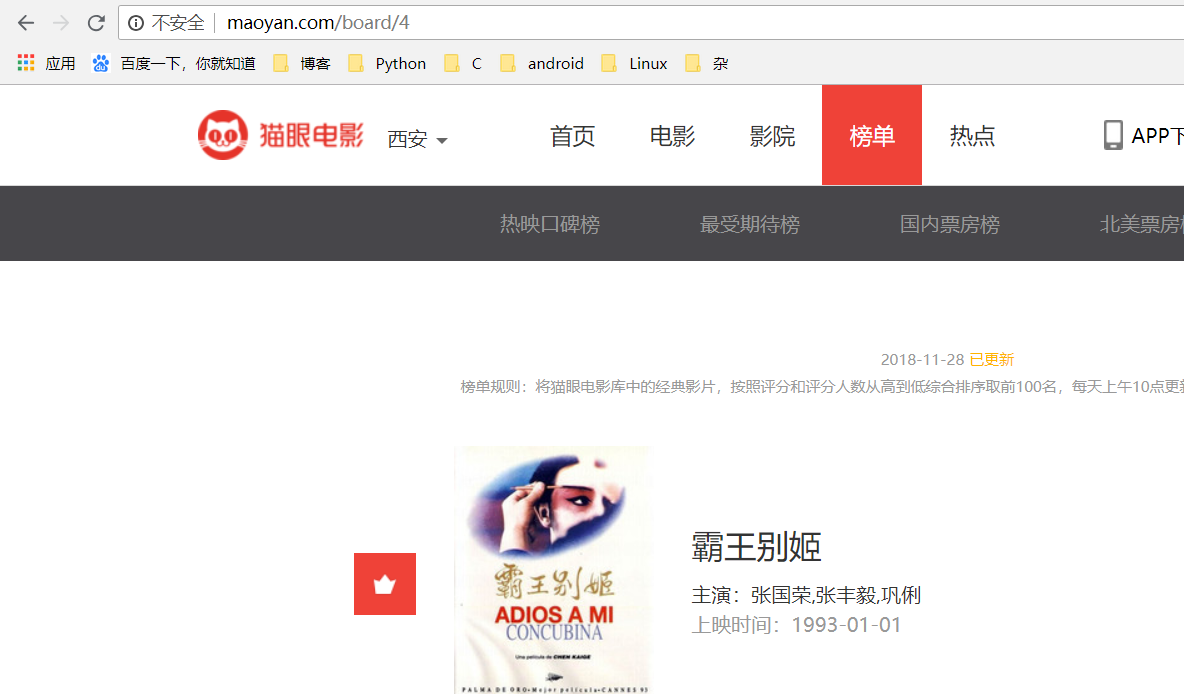 不安全 maoyan.com/board/4
应用 百度一下，你就知道 博客 Python C android Linux 杂
猫眼电影 西安 首页 电影 影院 榜单 热点 APP下
热映口碑榜 最受期待榜 国内票房榜 北美票房榜
2018-11-28 已更新
榜单规则：将猫眼电影库中的经典影片，按照评分和评分人数从高到低综合排序取前100名，每天上午10点更新
霸王别姬
ADIOS A MI
CONCUBINA
Una película de CHEN KAIGE
PALMA DE ORO•Mejor película•CANNES 93
霸王别姬
主演：张国荣,张丰毅,巩俐
上映时间：1993-01-01